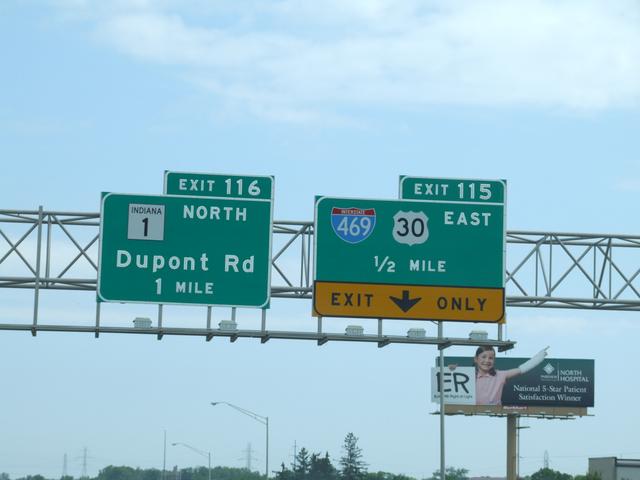 EXIT 116
INDIANA
1
NORTH
Dupont Rd
1 MILE
EXIT 115
INTERSTATE
469
30
EAST
1/2 MILE
EXIT ONLY
ER
NORTH
HOSPITAL
National 5-Star Patient
Satisfaction Winner